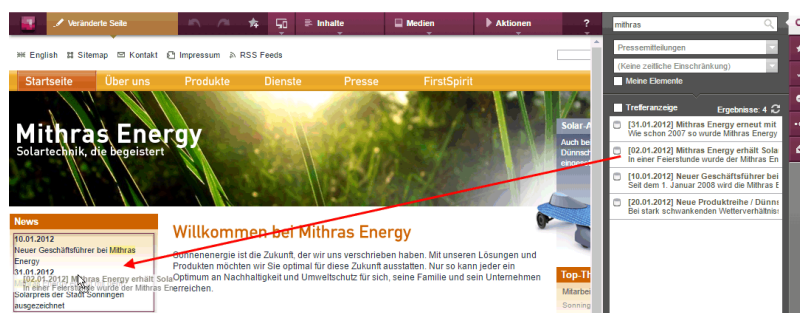 Veränderte Seite
Inhalte
Medien
Aktionen
?
English Sitemap Kontakt Impressum RSS Feeds
Startseite Über uns Produkte Dienste Presse FirstSpirit
Mithras Energy
Solartechnik, die begeistert
Solar-A
Auch bei
Dünnsch
News
10.01.2012
Neuer Geschäftsführer bei Mithras
Energy
31.01.2012
[02.01.2012] Mithras Energy erhält Sola
In einer Feierstunde wurde der Mithras En
Solarpreis der Stadt Sonningen
ausgezeichnet
Willkommen bei Mithras Energy
Sonnenenergie ist die Zukunft, der wir uns verschrieben haben. Mit unseren Lösungen und
Produkten möchten wir Sie optimal für diese Zukunft ausstatten. Nur so kann jeder ein
Optimum an Nachhaltigkeit und Umweltschutz für sich, seine Familie und sein Unternehmen
erreichen.
Top-Th
Mitarbei
Sonning
mithras
Pressemitteilungen
(Keine zeitliche Einschränkung)
Meine Elemente
Trefferanzeige Ergebnisse: 4
[31.01.2012] Mithras Energy erneut mit
Wie schon 2007 so wurde Mithras Energy
[02.01.2012] Mithras Energy erhält Sola
In einer Feierstunde wurde der Mithras En
[10.01.2012] Neuer Geschäftsführer bei
Seit dem 1. Januar 2008 wird die Mithras E
[20.01.2012] Neue Produktreihe / Dünns
Bei stark schwankenden Wetterverhältnis